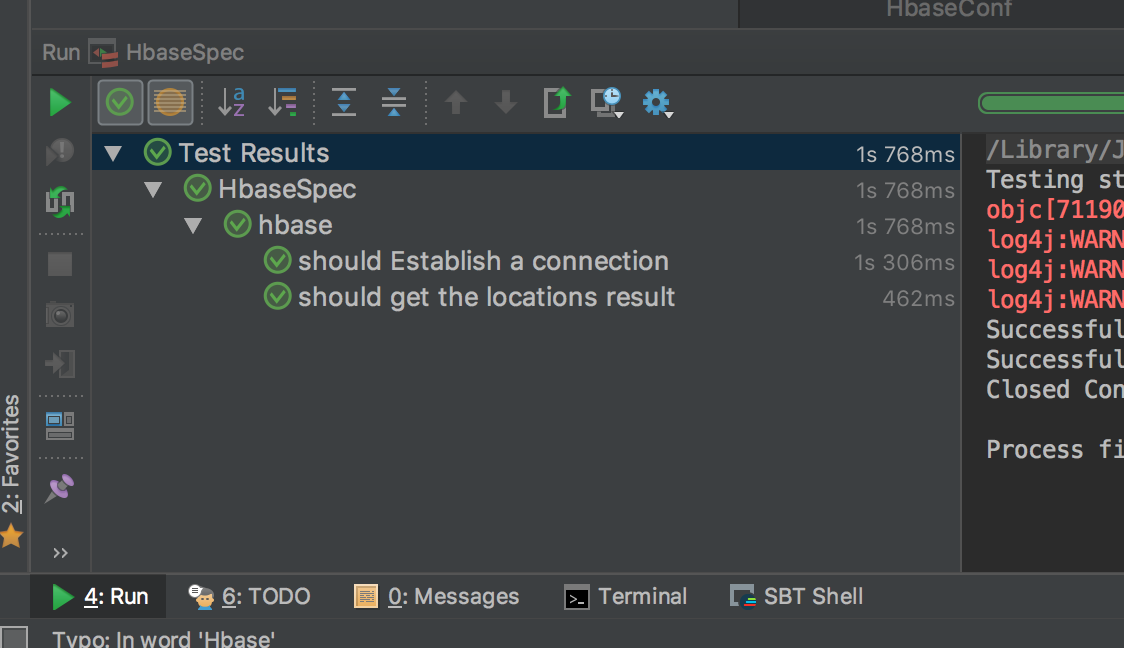 HbaseConf
Run HbaseSpec
Test Results 1s 768ms
HbaseSpec 1s 768ms
hbase 1s 768ms
should Establish a connection 1s 306ms
should get the locations result 462ms
/Library/J
Testing st
objc[71190
log4j:WARN
log4j:WARN
log4j:WARN
Successful
Successful
Closed Con
Process fi
2: Favorites
4: Run 6: TODO 0: Messages Terminal SBT Shell
Typo: In word 'Hbase'